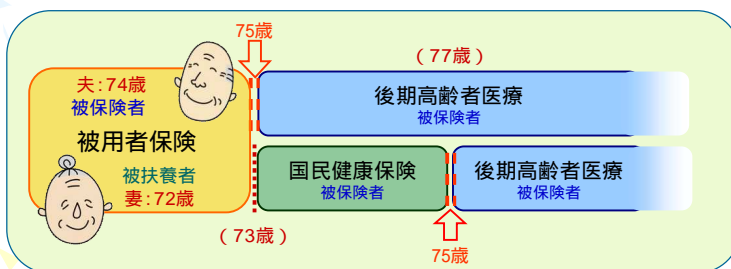 75歳
(77歳)
夫:74歳
被保険者
被用者保険
被扶養者
妻:72歳
後期高齢者医療
被保険者
国民健康保険
被保険者
後期高齢者医療
被保険者
(73歳)
75歳